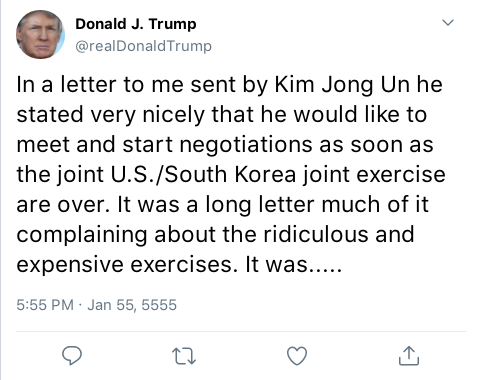 Donald J. Trump
@realDonaldTrump
In a letter to me sent by Kim Jong Un he
stated very nicely that he would like to
meet and start negotiations as soon as
the joint U.S./South Korea joint exercise
are over. It was a long letter much of it
complaining about the ridiculous and
expensive exercises. It was.....
5:55 PM · Jan 55, 5555